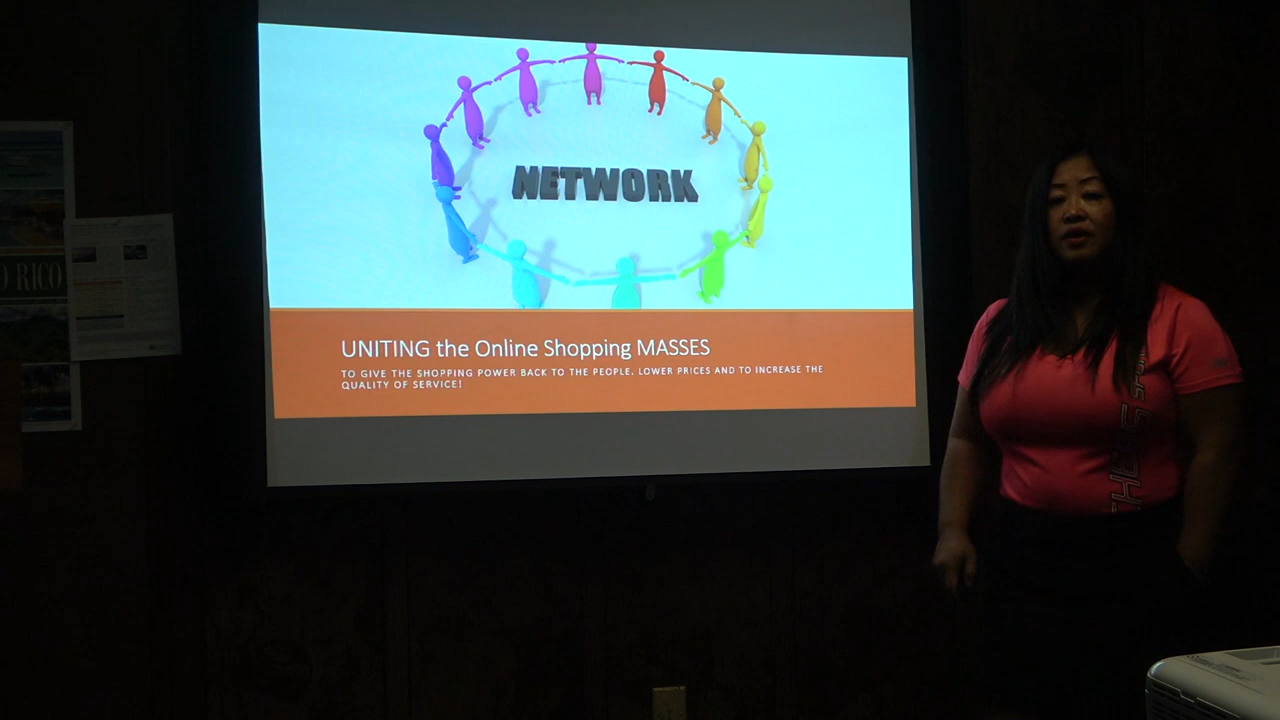 NETWORK
UNITING the Online Shopping MASSES
TO GIVE THE SHOPPING POWER BACK TO THE PEOPLE. LOWER PRICES AND TO INCREASE THE
QUALITY OF SERVICE!
RICO